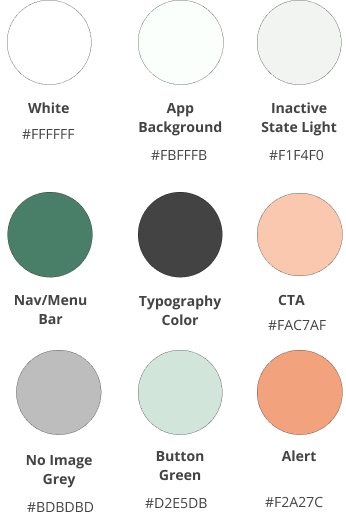 White
#FFFFFF
App
Background
#FBFFFB
Inactive
State Light
#F1F4F0
Nav/Menu
Bar
Typography
Color
CTA
#FAC7AF
No Image
Grey
#BDBDBD
Button
Green
#D2E5DB
Alert
#F2A27C